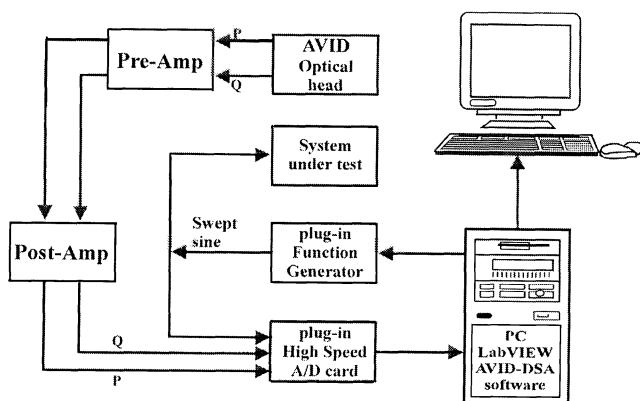 P
AVID
Optical
head
Pre-Amp
Q
System
under test
Swept
sine
plug-in
Function
Generator
Post-Amp
Q
P
plug-in
High Speed
A/D card
PC
LabVIEW
AVID-DSA
software